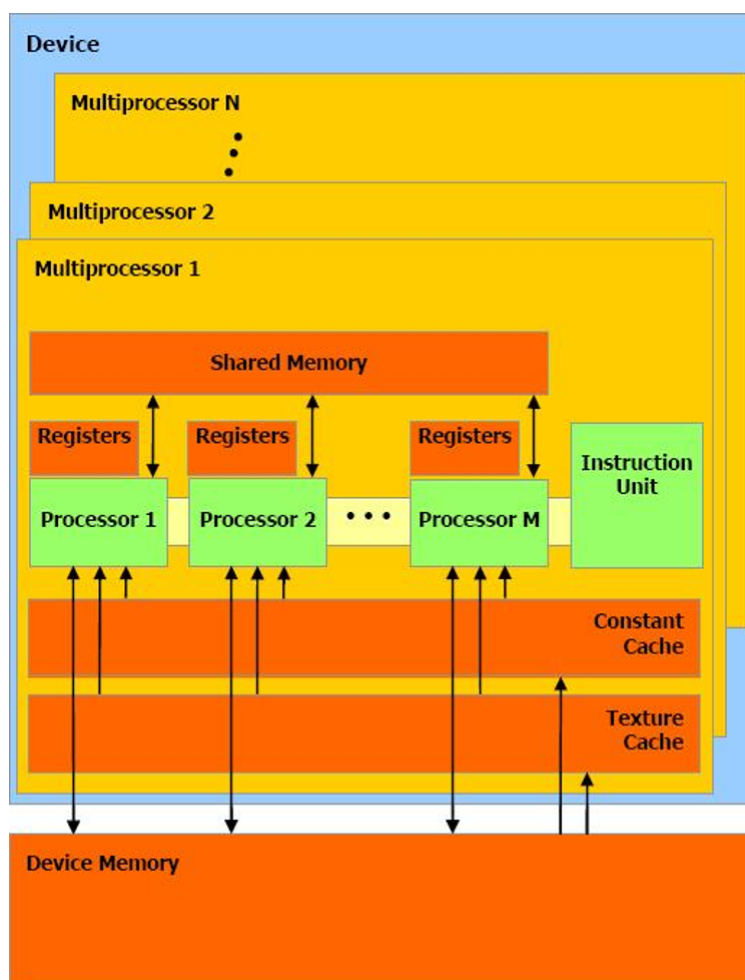 Device
Multiprocessor N
Multiprocessor 2
Multiprocessor 1
Shared Memory
Registers
Registers
Registers
Instruction
Unit
Processor 1
Processor 2
Processor M
Constant
Cache
Texture
Cache
Device Memory